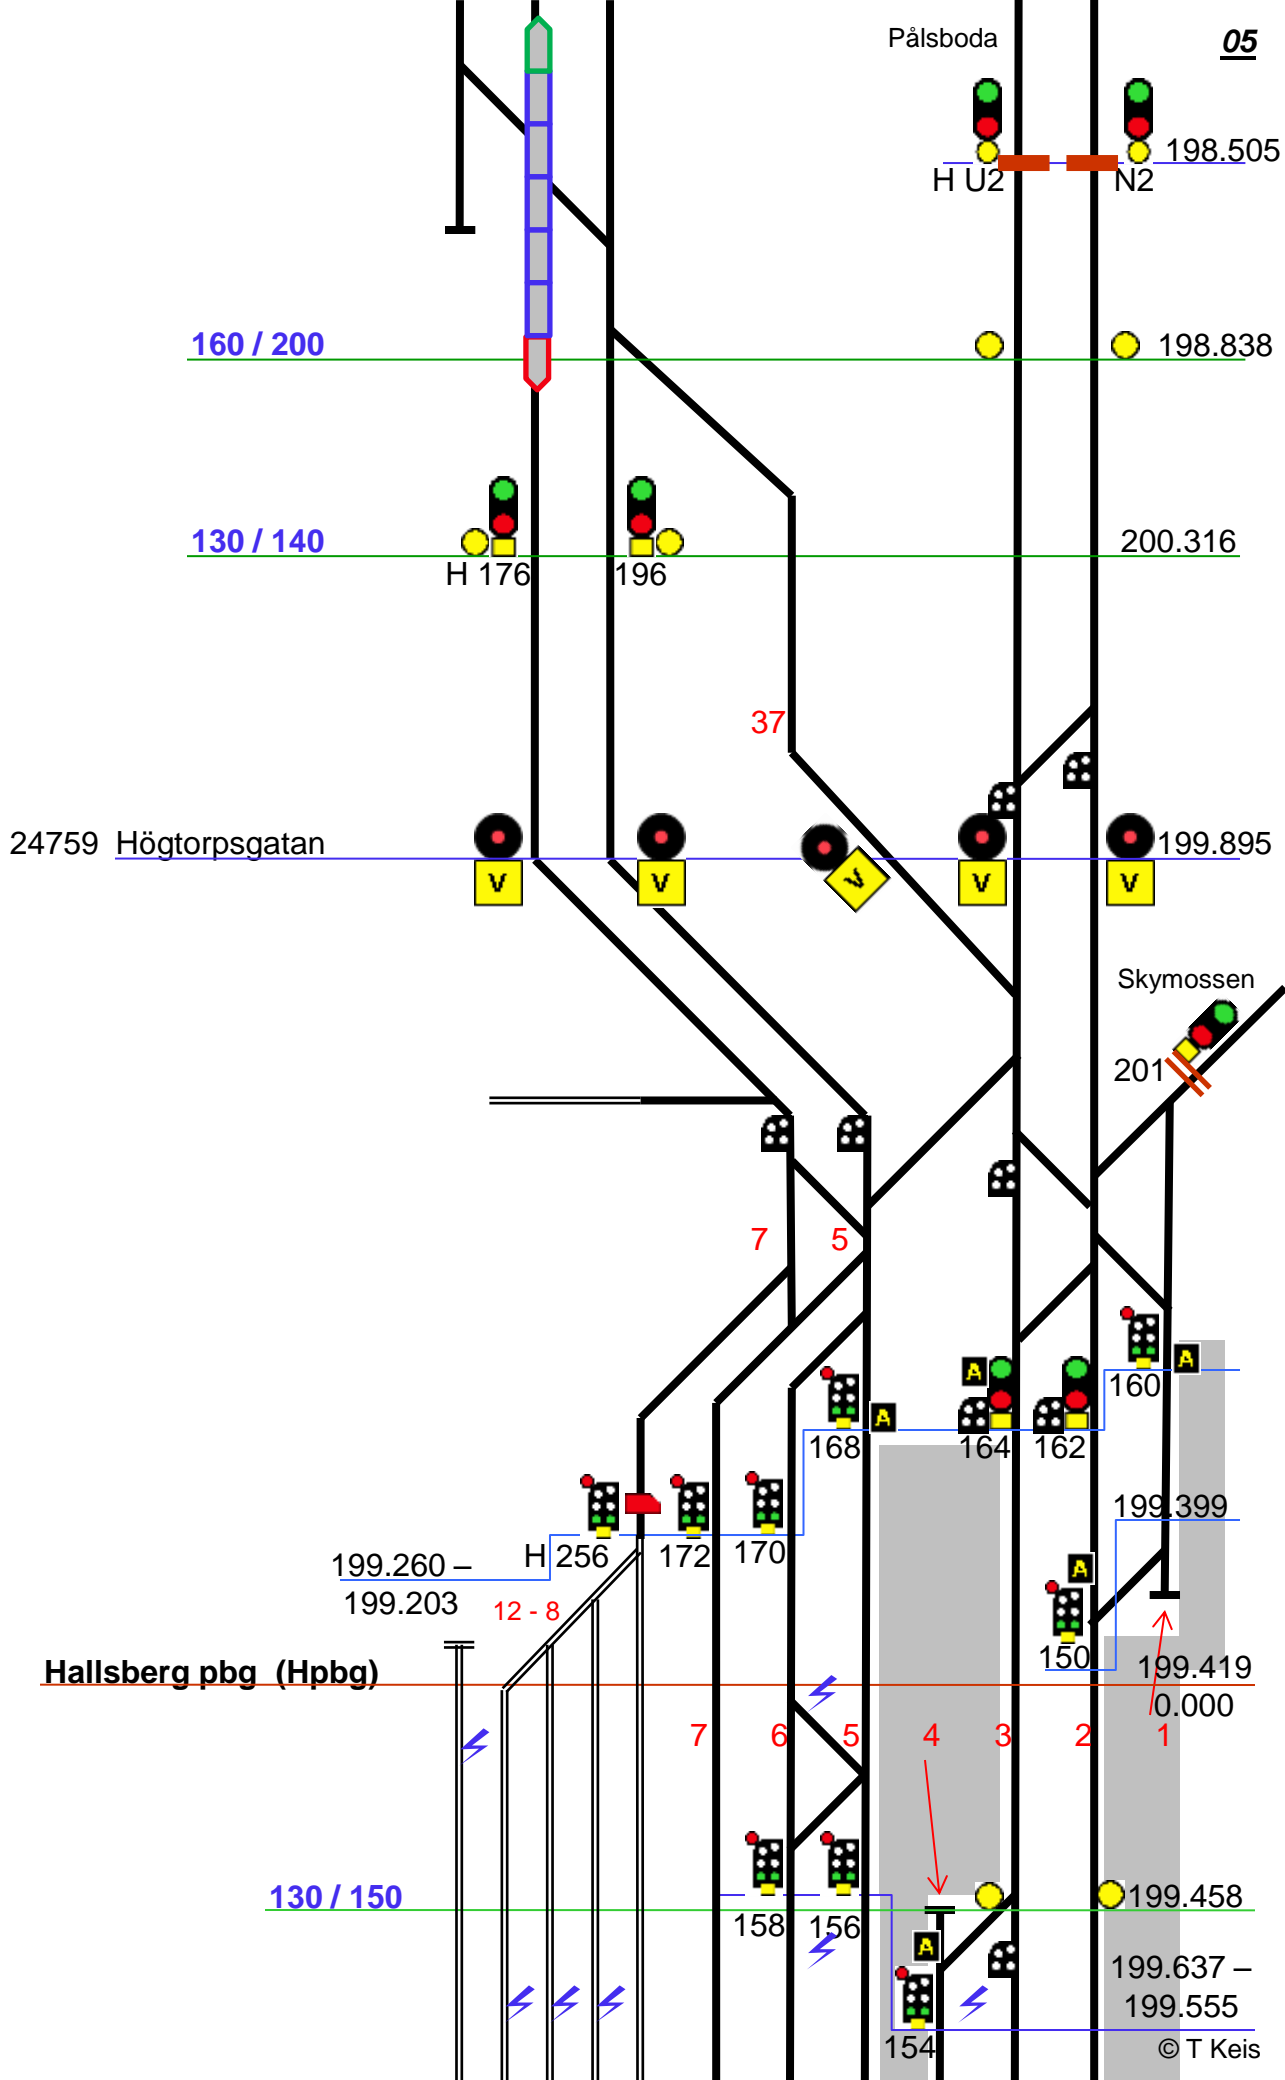 Pålsboda
05
198.505
H U2
N2
160 / 200
198.838
130 / 140
200.316
H 176
196
37
24759 Högtorpsgatan
199.895
V
V
V
V
V
Skymossen
201
7
5
A
A
160
168
A
164
162
199.399
H 256
172
170
199.260 –
199.203
12 - 8
A
150
Hallsberg pbg (Hpbg)
199.419
0.000
7
6
5
4
3
2
1
130 / 150
199.458
158
156
A
199.637 –
199.555
154
© T Keis